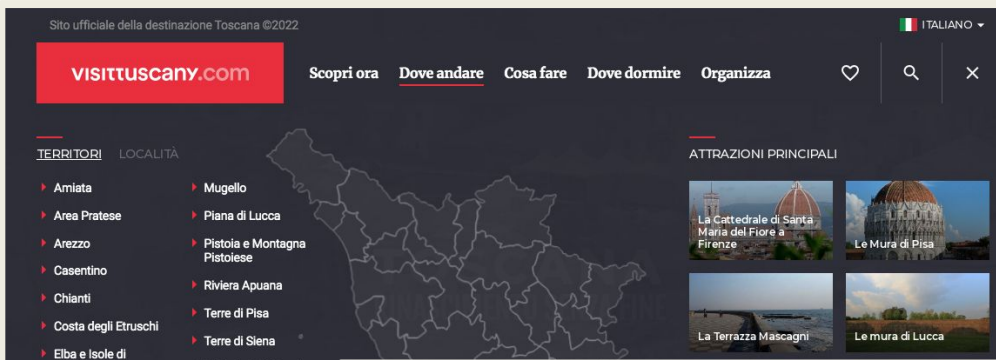 Sito ufficiale della destinazione Toscana ©2022
ITALIANO
visittuscany.com
Scopri ora Dove andare Cosa fare Dove dormire Organizza
TERRITORI LOCALITÀ
Amiata
Area Pratese
Arezzo
Casentino
Chianti
Costa degli Etruschi
Elba e Isole di
Mugello
Piana di Lucca
Pistoia e Montagna
Pistoiese
Riviera Apuana
Terre di Pisa
Terre di Siena
ATTRAZIONI PRINCIPALI
La Cattedrale di Santa
Maria del Fiore a
Firenze
Le Mura di Pisa
La Terrazza Mascagni
Le mura di Lucca